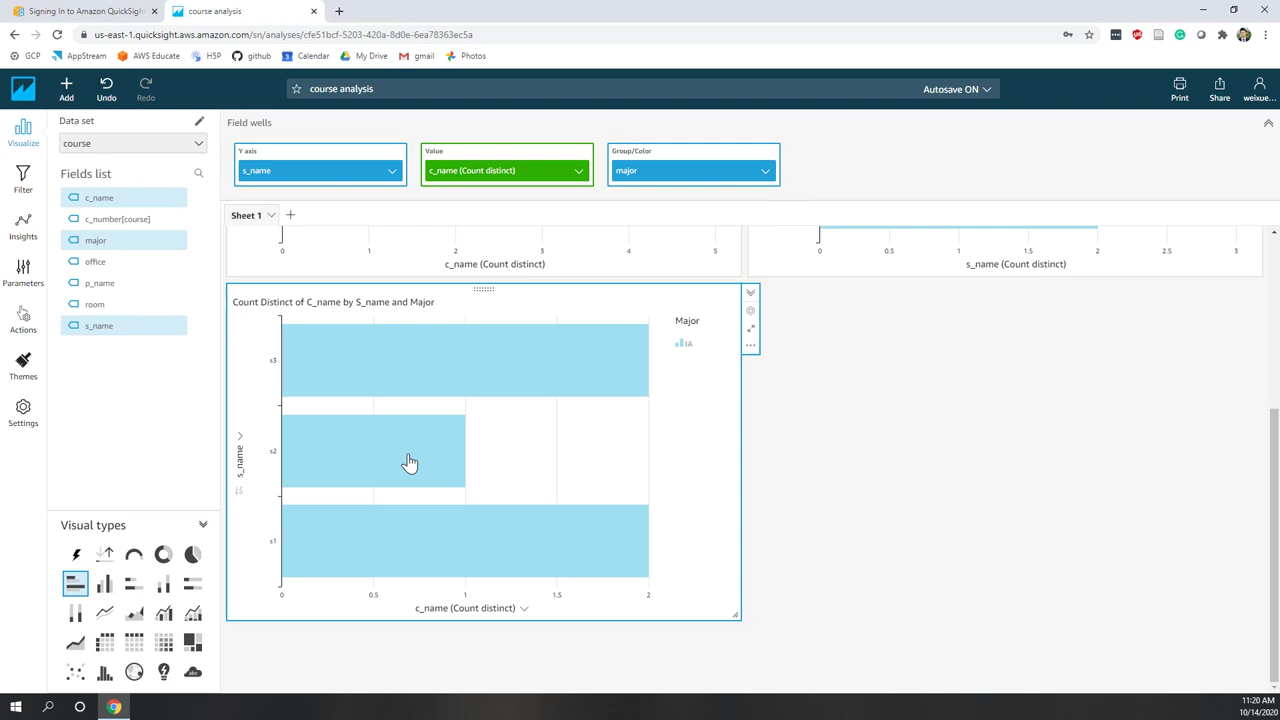 Signing In to Amazon QuickSight
course analysis
us-east-1.quicksight.aws.amazon.com/sn/analyses/cfe51bcf-5203-420a-8d0e-6ea78363ec5a
GCP
AppStream
AWS Educate
H5P
github
Calendar
My Drive
gmail
Photos
Add
Undo
Redo
course analysis
Autosave ON
Print
Share
weixue...
Visualize
Filter
Insights
Parameters
Actions
Themes
Settings
Data set
course
Fields list
c_name
c_number[course]
major
office
p_name
room
s_name
Visual types
Field wells
Y axis
s_name
Value
c_name (Count distinct)
Group/Color
major
Sheet 1
0 1 2 3 4 5
c_name (Count distinct)
0 0.5 1 1.5 2 2.5 3
s_name (Count distinct)
Count Distinct of C_name by S_name and Major
Major
IA
s3
s2
s1
s_name
0 0.5 1 1.5 2
c_name (Count distinct)
11:20 AM
10/14/2020